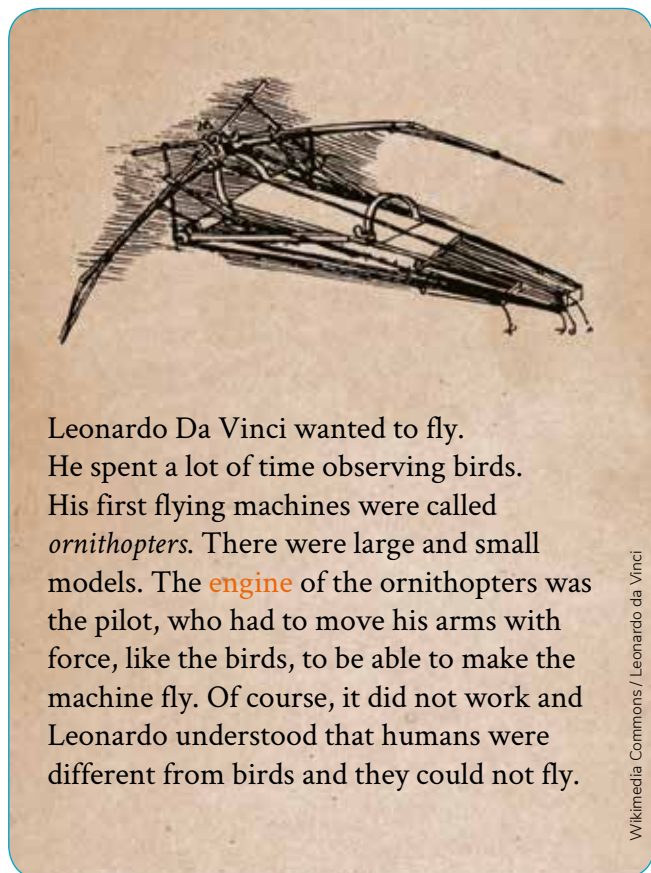 Leonardo Da Vinci wanted to fly.
He spent a lot of time observing birds.
His first flying machines were called
ornithopters. There were large and small
models. The engine of the ornithopters was
the pilot, who had to move his arms with
force, like the birds, to be able to make the
machine fly. Of course, it did not work and
Leonardo understood that humans were
different from birds and they could not fly.
Wikimedia Commons / Leonardo da Vinci